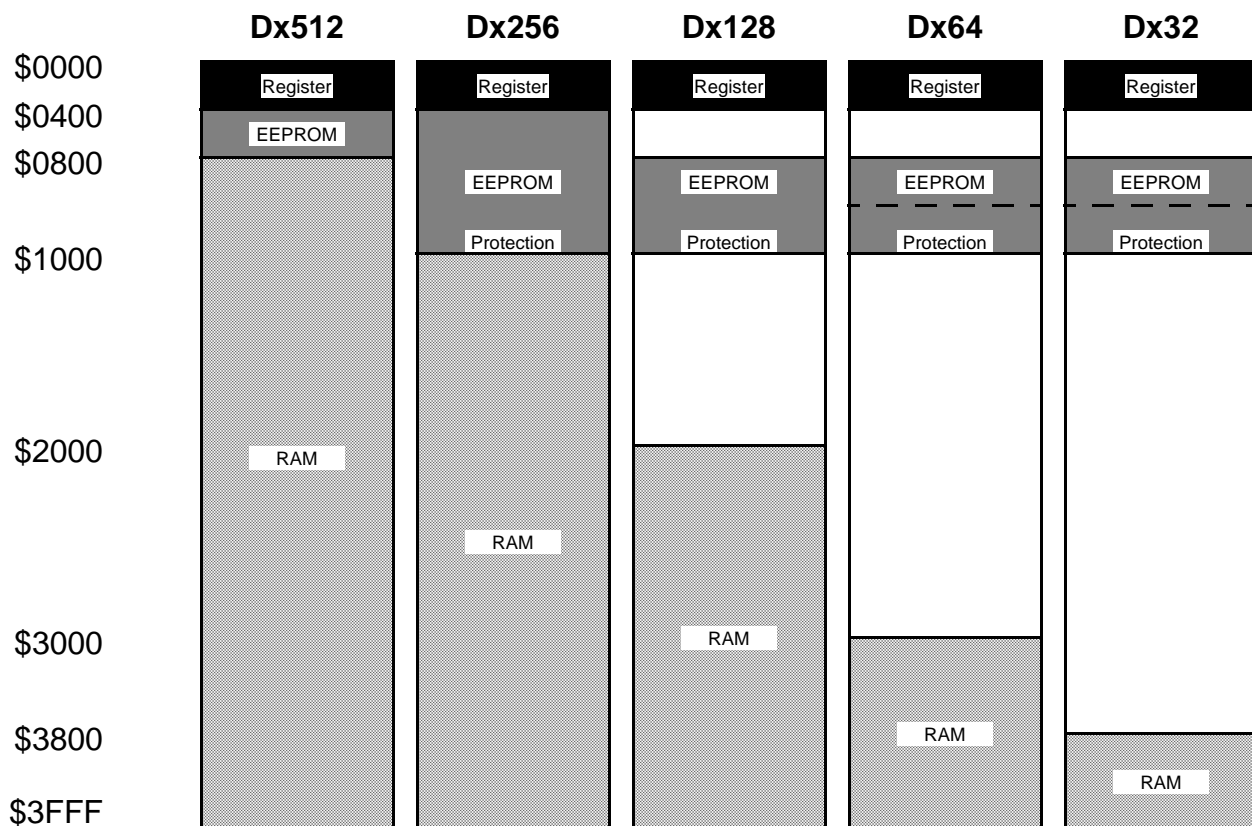 Dx512 Dx256 Dx128 Dx64 Dx32
$0000
Register Register Register Register Register
$0400
EEPROM
$0800
EEPROM EEPROM EEPROM EEPROM
Protection Protection Protection Protection
$1000
$2000
RAM
RAM
$3000
RAM
$3800
RAM
RAM
$3FFF